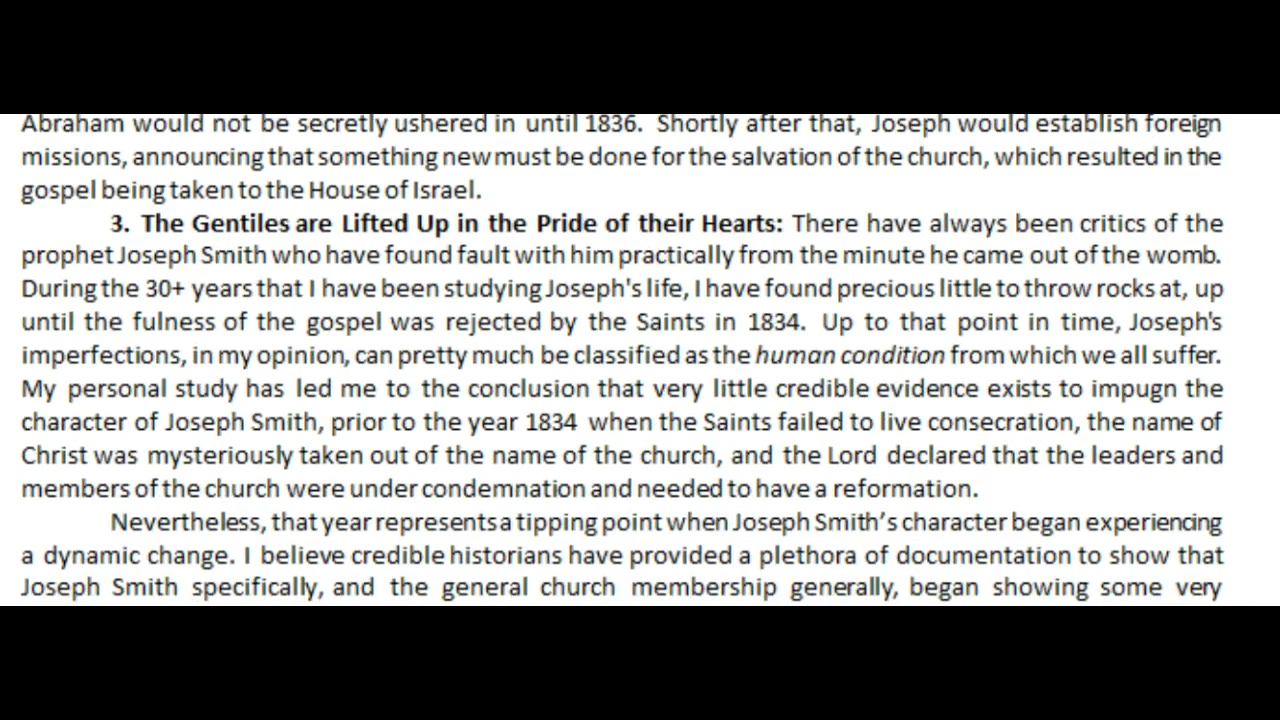 Abraham would not be secretly ushered in until 1836. Shortly after that, Joseph would establish foreign
missions, announcing that something new must be done for the salvation of the church, which resulted in the
gospel being taken to the House of Israel.
3. The Gentiles are Lifted Up in the Pride of their Hearts: There have always been critics of the
prophet Joseph Smith who have found fault with him practically from the minute he came out of the womb.
During the 30+ years that I have been studying Joseph's life, I have found precious little to throw rocks at, up
until the fulness of the gospel was rejected by the Saints in 1834. Up to that point in time, Joseph's
imperfections, in my opinion, can pretty much be classified as the human condition from which we all suffer.
My personal study has led me to the conclusion that very little credible evidence exists to impugn the
character of Joseph Smith, prior to the year 1834 when the Saints failed to live consecration, the name of
Christ was mysteriously taken out of the name of the church, and the Lord declared that the leaders and
members of the church were under condemnation and needed to have a reformation.
Nevertheless, that year represents a tipping point when Joseph Smith’s character began experiencing
a dynamic change. I believe credible historians have provided a plethora of documentation to show that
Joseph Smith specifically, and the general church membership generally, began showing some very